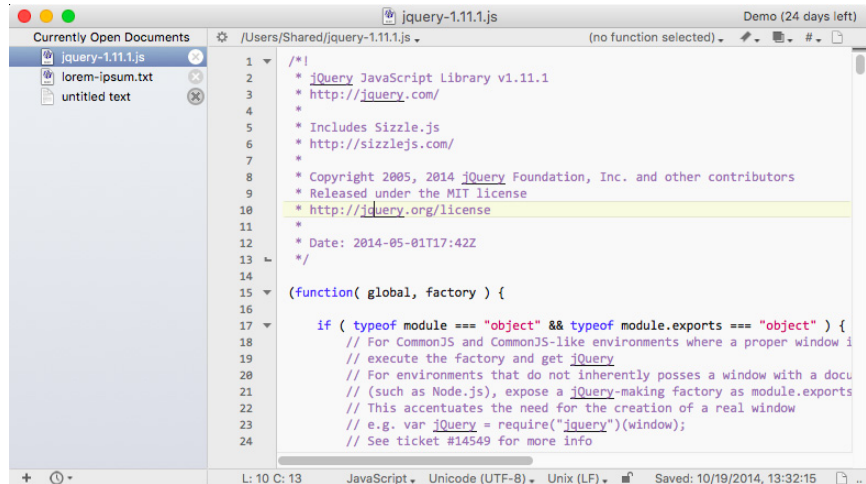 jquery-1.11.1.js
Demo (24 days left)
Currently Open Documents
/Users/Shared/jquery-1.11.1.js
(no function selected)
#
jquery-1.11.1.js
lorem-ipsum.txt
untitled text
1 /*!
2 * jQuery JavaScript Library v1.11.1
3 * http://jquery.com/
4 *
5 * Includes Sizzle.js
6 * http://sizzlejs.com/
7 *
8 * Copyright 2005, 2014 jQuery Foundation, Inc. and other contributors
9 * Released under the MIT license
10 * http://jquery.org/license
11 *
12 * Date: 2014-05-01T17:42Z
13 */
14
15 (function( global, factory ) {
16
17 if ( typeof module === "object" && typeof module.exports === "object" ) {
18 // For CommonJS and CommonJS-like environments where a proper window i
19 // execute the factory and get jQuery
20 // For environments that do not inherently posses a window with a docu
21 // (such as Node.js), expose a jQuery-making factory as module.exports
22 // This accentuates the need for the creation of a real window
23 // e.g. var jQuery = require("jquery")(window);
24 // See ticket #14549 for more info
L: 10 C: 13
JavaScript
Unicode (UTF-8)
Unix (LF)
Saved: 10/19/2014, 13:32:15